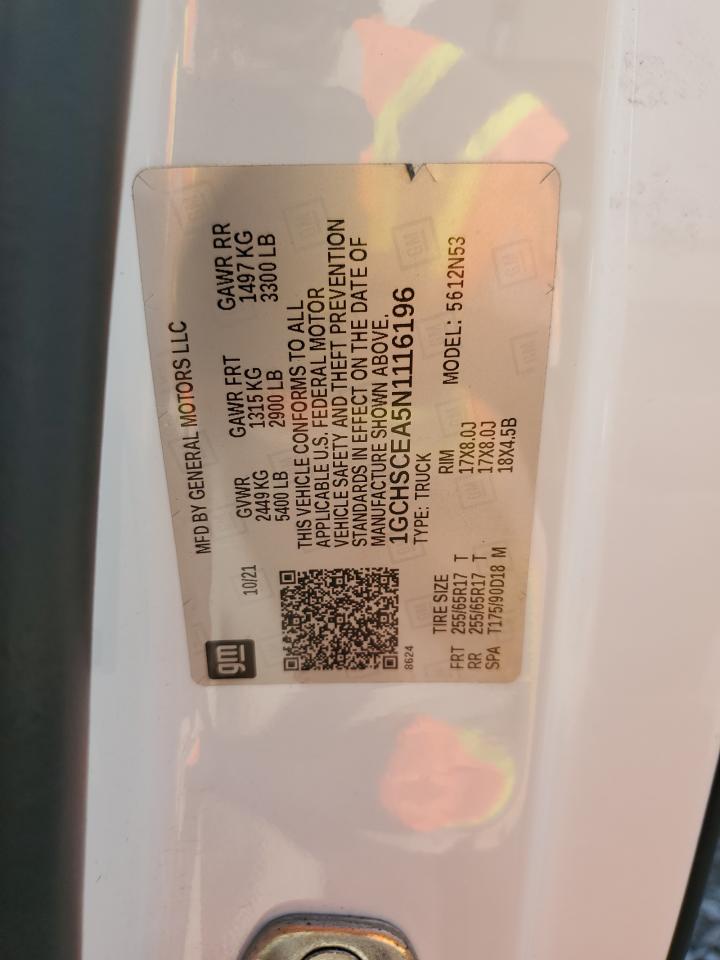 gm
10/21
MFD BY GENERAL MOTORS LLC
GVWR GAWR FRT GAWR RR
2449 KG 1315 KG 1497 KG
5400 LB 2900 LB 3300 LB
THIS VEHICLE CONFORMS TO ALL
APPLICABLE U.S. FEDERAL MOTOR
VEHICLE SAFETY AND THEFT PREVENTION
STANDARDS IN EFFECT ON THE DATE OF
MANUFACTURE SHOWN ABOVE.
1GCHSCEA5N1116196
8624
TYPE: TRUCK MODEL: 5612N53
TIRE SIZE RIM
FRT 255/65R17 T 17X8.0J
RR 255/65R17 T 17X8.0J
SPA T175/90D18 M 18X4.5B